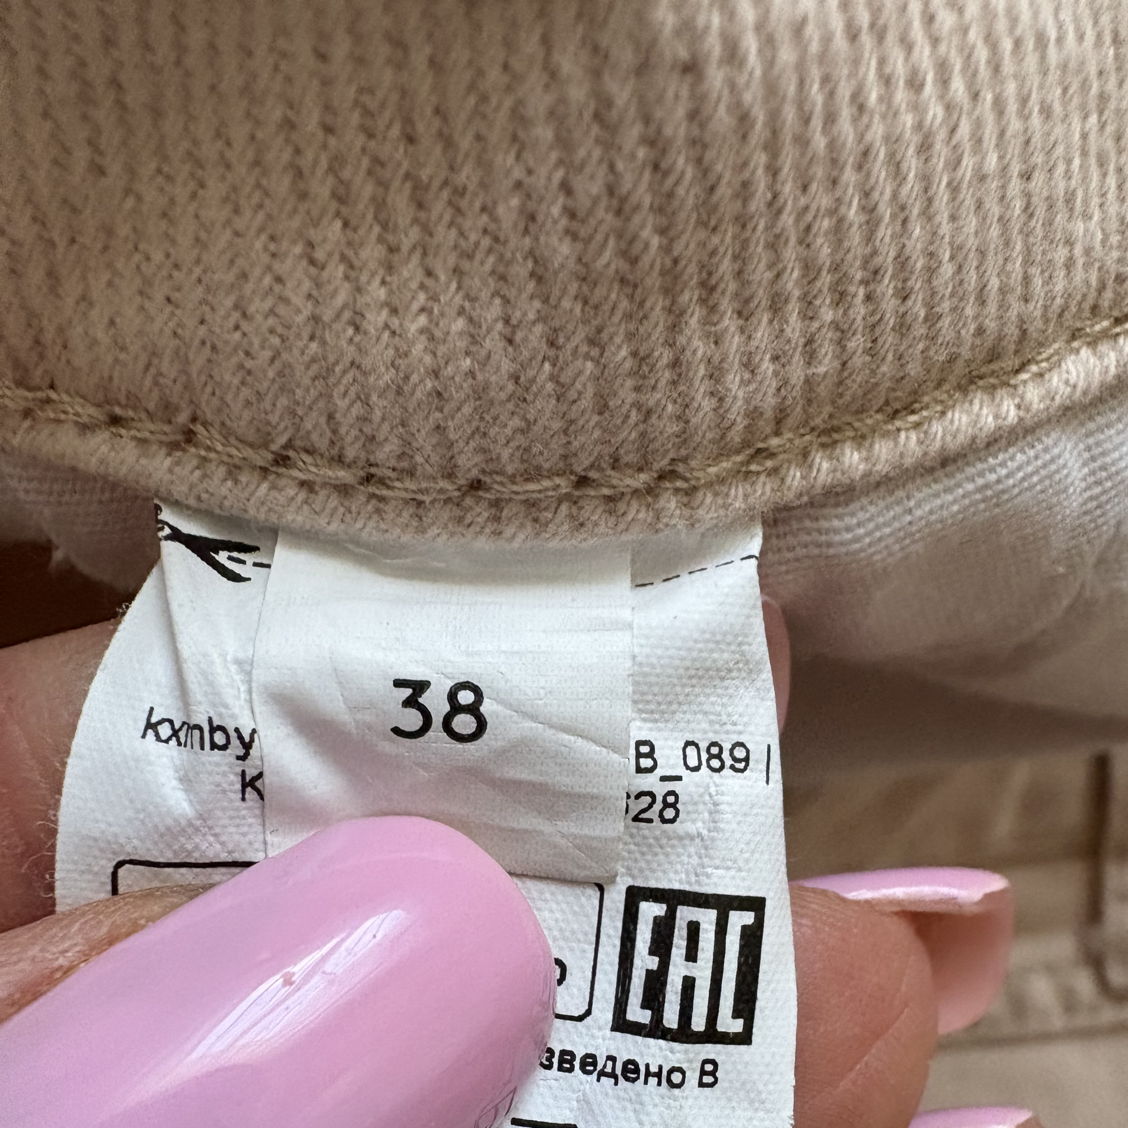 38
kxmby
B_089 |
K
28
EAC
зведено В